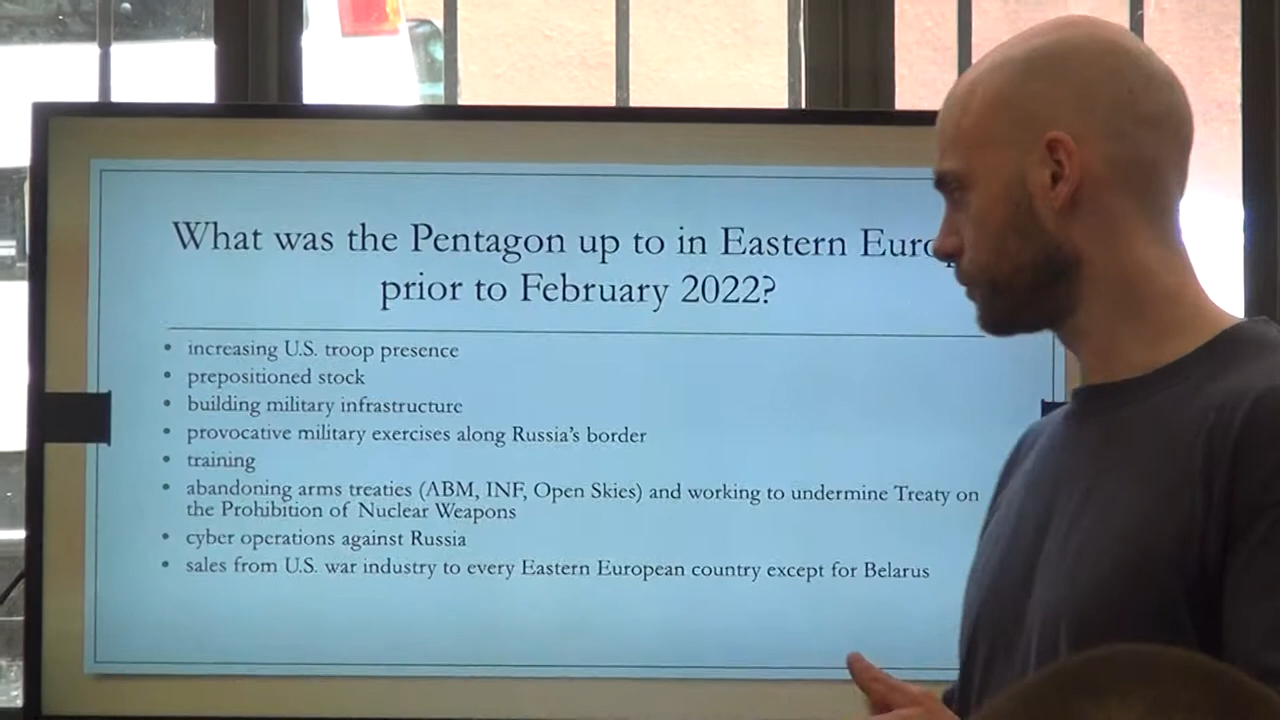 What was the Pentagon up to in Eastern
prior to February 2022?
• increasing U.S. troop presence
• prepositioned stock
• building military infrastructure
• provocative military exercises along Russia's border
• training
• abandoning arms treaties (ABM, INF, Open Skies) and working to undermine Treaty on
the Prohibition of Nuclear Weapons
• cyber operations against Russia
• sales from U.S. war industry to every Eastern European country except for Belarus